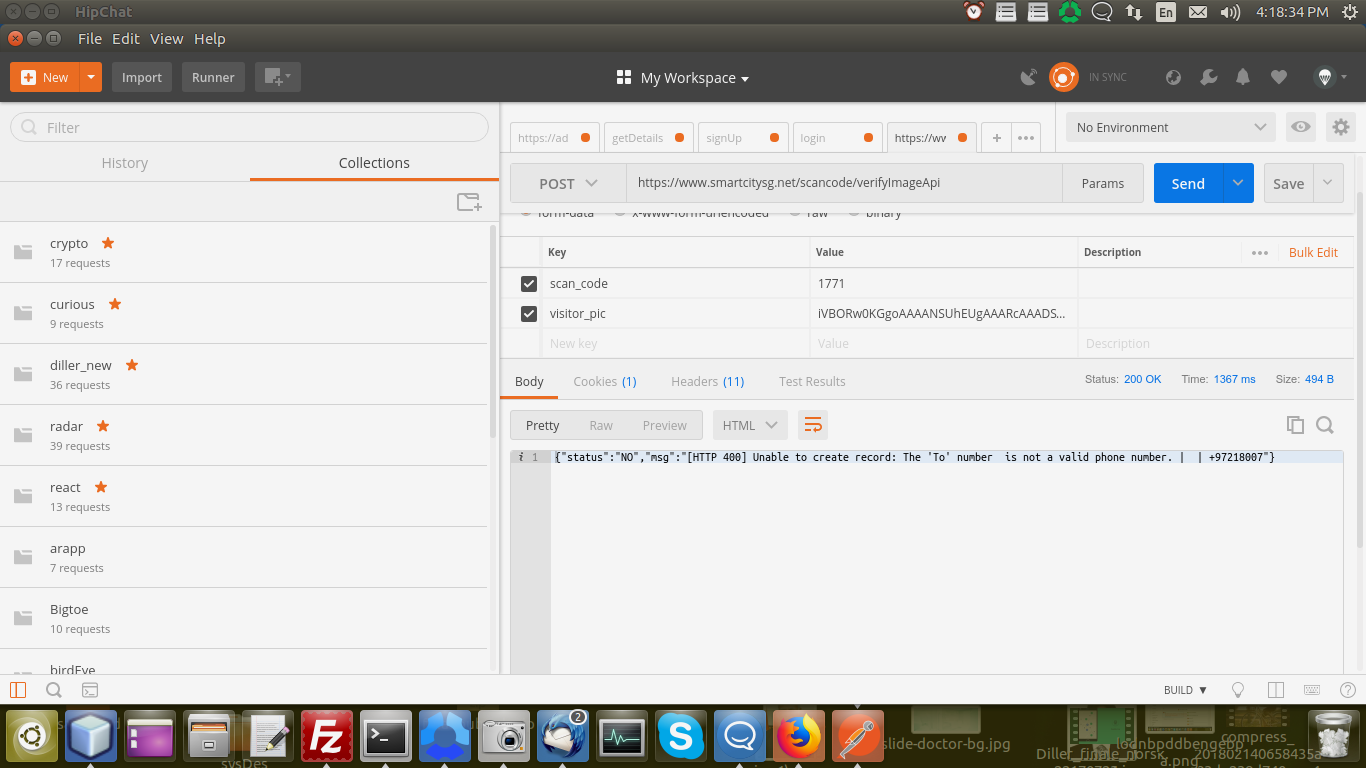 HipChat
En
4:18:34 PM
File Edit View Help
New
Import
Runner
My Workspace
IN SYNC
Filter
History
Collections
crypto
17 requests
curious
9 requests
diller_new
36 requests
radar
39 requests
react
13 requests
arapp
7 requests
Bigtoe
10 requests
birdEye
https://ad
getDetails
signUp
login
https://wv
No Environment
POST
https://www.smartcitysg.net/scancode/verifyImageApi
Params
Send
Save
form-data
x-www-form-urlencoded
raw
binary
Key
Value
Description
Bulk Edit
scan_code
1771
visitor_pic
iVBORw0KGgoAAAANSUhEUgAAARcAAADS...
New key
Value
Description
Body
Cookies (1)
Headers (11)
Test Results
Status: 200 OK
Time: 1367 ms
Size: 494 B
Pretty
Raw
Preview
HTML
i 1
{"status":"NO","msg":"[HTTP 400] Unable to create record: The 'To' number  is not a valid phone number. |  | +97218007"}
BUILD
2
sysDes
slide-doctor-bg.jpg
compress_
a.png